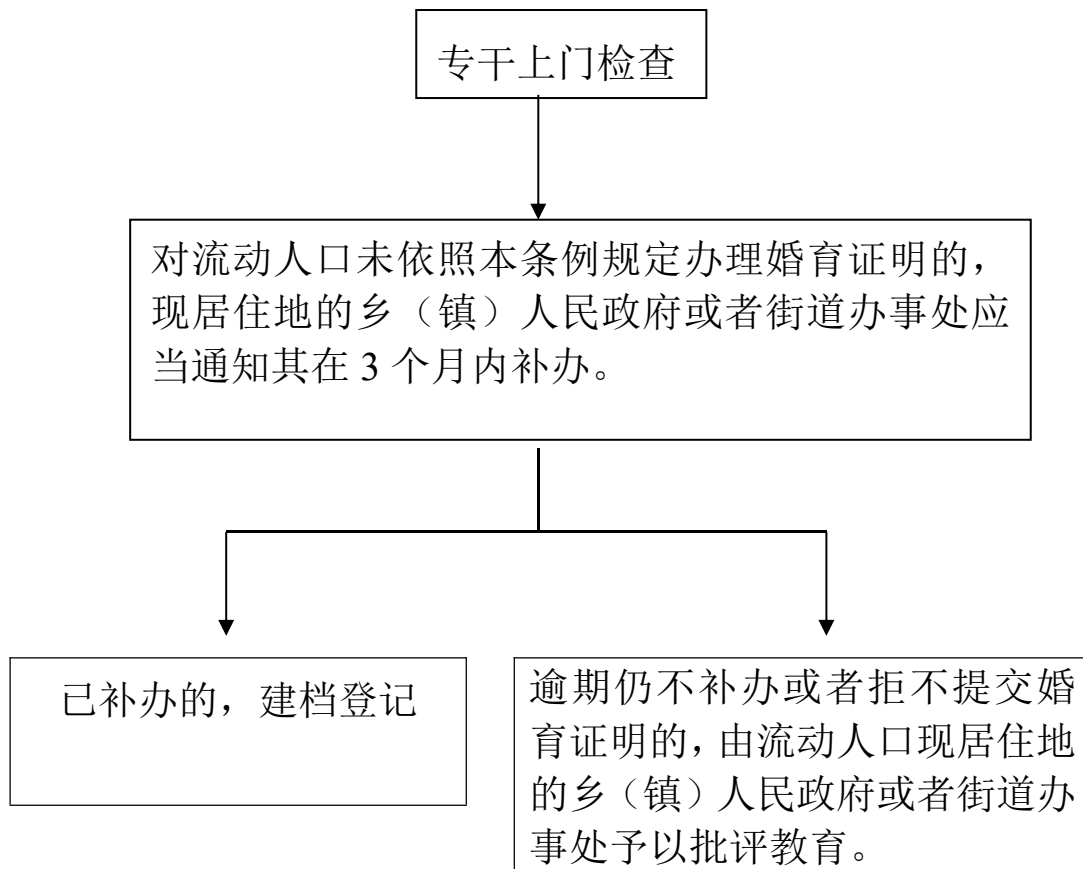 专干上门检查
对流动人口未依照本条例规定办理婚育证明的，
现居住地的乡（镇）人民政府或者街道办事处应
当通知其在 3 个月内补办。
已补办的，建档登记
逾期仍不补办或者拒不提交婚
育证明的，由流动人口现居住地
的乡（镇）人民政府或者街道办
事处予以批评教育。